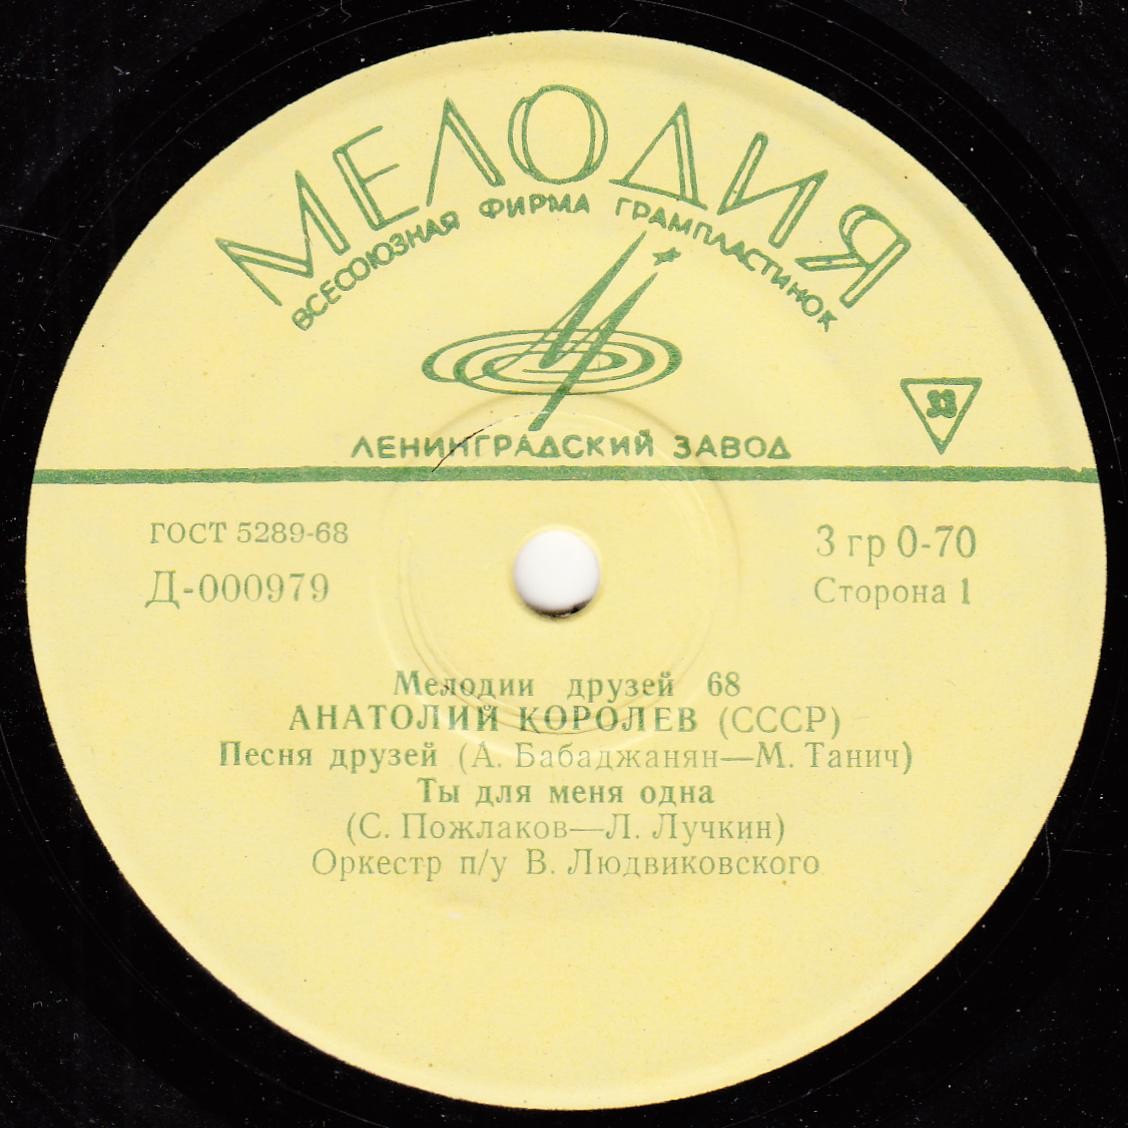 МЕЛОДИЯ
ВСЕСОЮЗНАЯ ФИРМА ГРАМПЛАСТИНОК
33
ЛЕНИНГРАДСКИЙ ЗАВОД
ГОСТ 5289-68
3 гр 0-70
Д-000979
Сторона 1
Мелодии друзей 68
АНАТОЛИЙ КОРОЛЕВ (СССР)
Песня друзей (А. Бабаджанян—М. Танич)
Ты для меня одна
(С. Пожлаков—Л. Лучкин)
Оркестр п/у В. Людвиковского